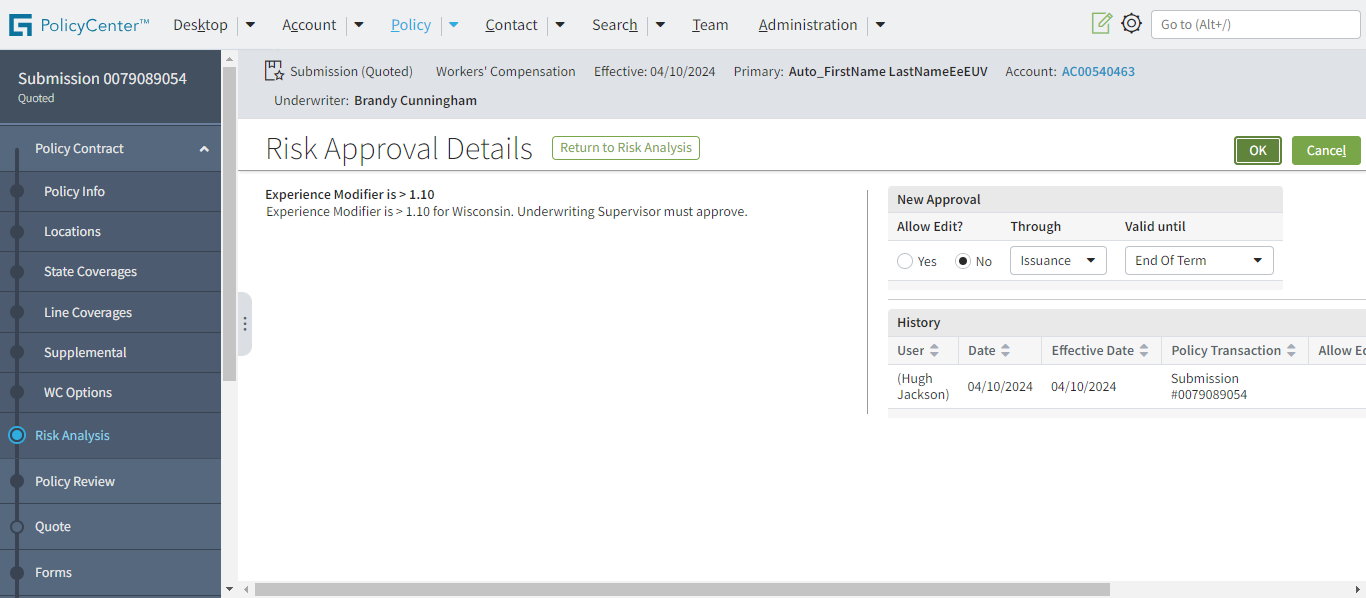 PolicyCenter™ Desktop Account Policy Contact Search Team Administration Go to (Alt+/)
Submission 0079089054
Quoted
Policy Contract
Policy Info
Locations
State Coverages
Line Coverages
Supplemental
WC Options
Risk Analysis
Policy Review
Quote
Forms
Submission (Quoted) Workers' Compensation Effective: 04/10/2024 Primary: Auto_FirstName LastNameEeEUV Account: AC00540463
Underwriter: Brandy Cunningham
Risk Approval Details Return to Risk Analysis OK Cancel
Experience Modifier is > 1.10
Experience Modifier is > 1.10 for Wisconsin. Underwriting Supervisor must approve.
New Approval
Allow Edit? Through Valid until
Yes No Issuance End Of Term
History
User Date Effective Date Policy Transaction Allow Ec
(Hugh
Jackson) 04/10/2024 04/10/2024 Submission
#0079089054